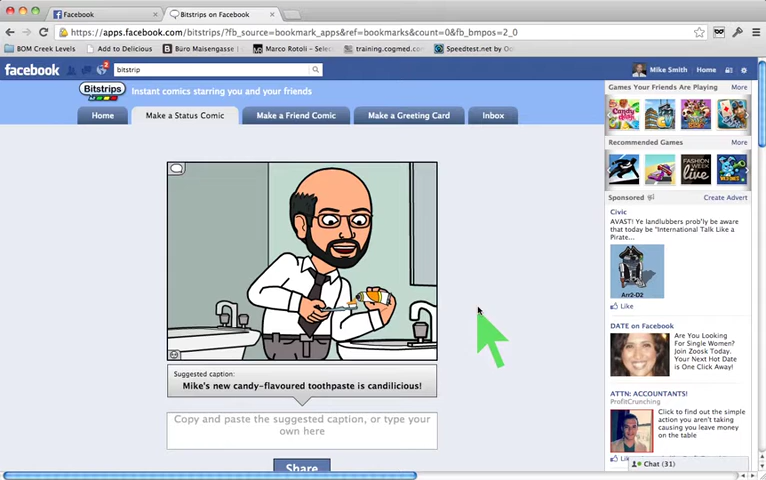 Facebook
Bitstrips on Facebook
https://apps.facebook.com/bitstrips/?fb_source=bookmark_apps&ref=bookmarks&count=0&fb_bmpos=2_0
BOM Creek Levels
Add to Delicious
Büro Maisengasse
Marco Rotoli – Sele
training.cogmed.com
Speedtest.net by Oo
facebook
2
bitstrip
Mike Smith
Home
Bitstrips
Instant comics starring you and your friends
Home
Make a Status Comic
Make a Friend Comic
Make a Greeting Card
Inbox
Suggested caption:
Mike's new candy-flavoured toothpaste is candilicious!
Copy and paste the suggested caption, or type your
own here
Share
Games Your Friends Are Playing
More
Recommended Games
More
FASHION
WEEK
live
Sponsored
Create Advert
Civic
AVAST! Ye landlubbers prob'ly be aware
that today be "International Talk Like a
Pirate...
Arr2-D2
Like
DATE on Facebook
Are You Looking
For Single Women?
Join Zoosk Today.
Your Next Hot Date
is One Click Away!
ATTN: ACCOUNTANTS!
ProfitCrunching
Click to find out the simple
action you aren't taking
causing you leave money
on the table
Chat (31)